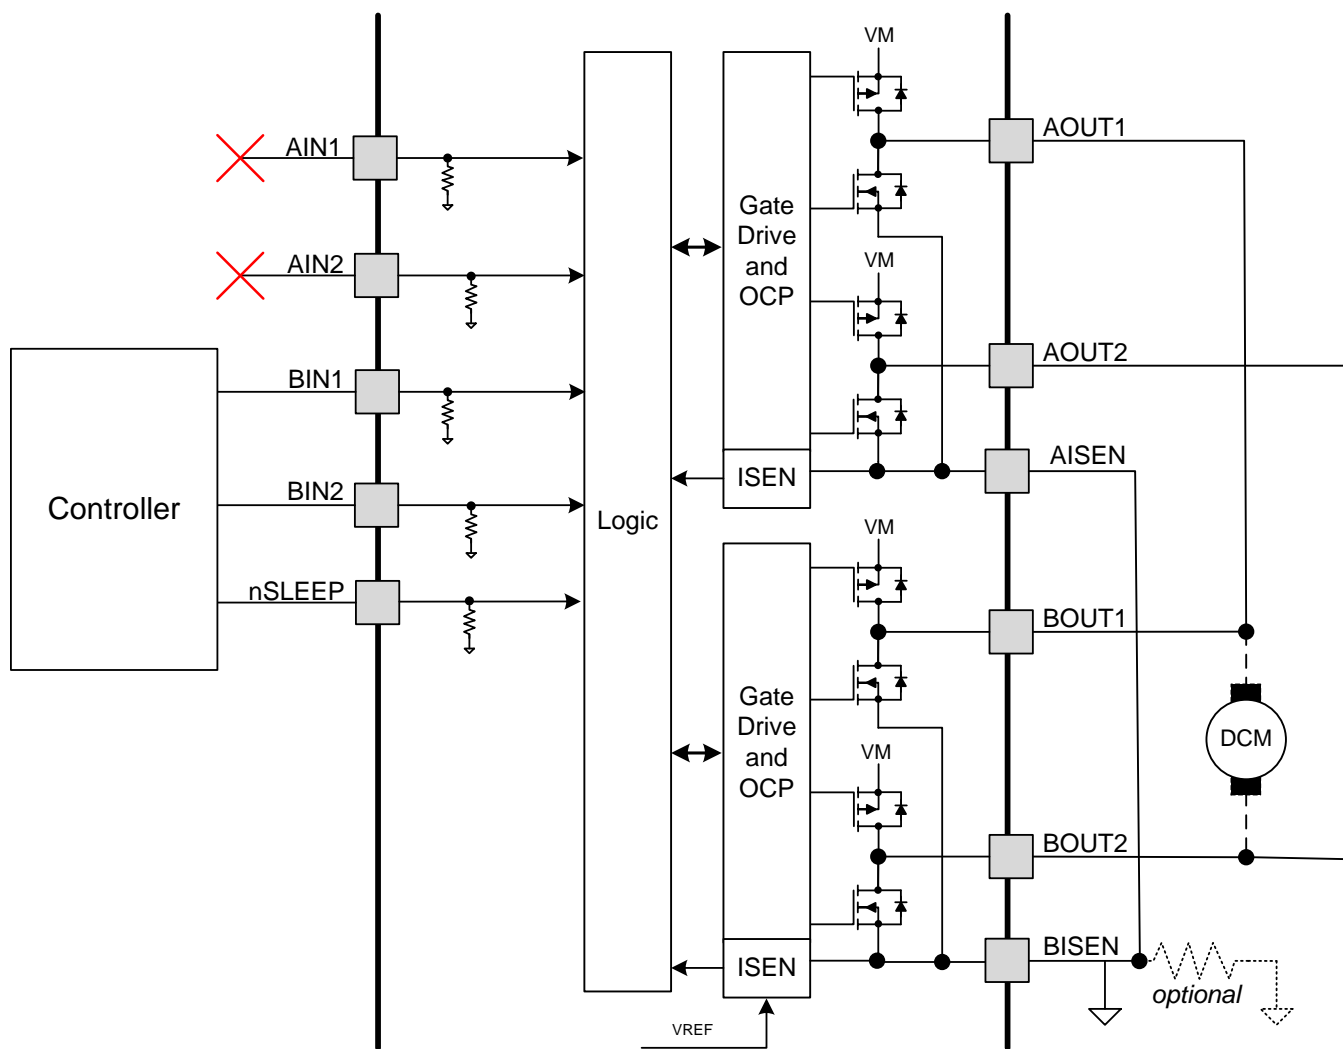 VM
AIN1
AOUT1
Gate
Drive
and
OCP
AIN2
VM
AOUT2
BIN1
AISEN
ISEN
Controller
BIN2
Logic
VM
nSLEEP
BOUT1
Gate
Drive
and
OCP
VM
DCM
BOUT2
BISEN
ISEN
optional
VREF